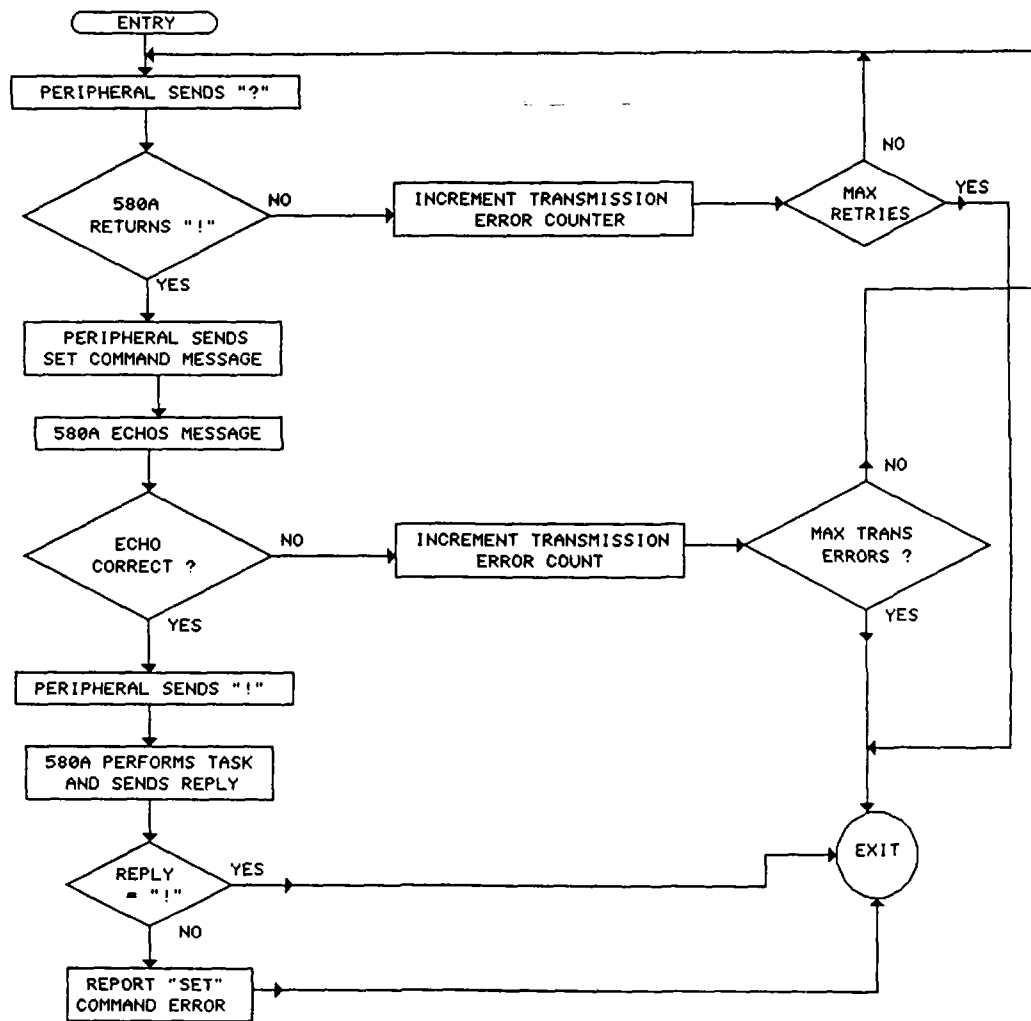 ENTRY
PERIPHERAL SENDS "?"
NO
580A
RETURNS "!"
NO
INCREMENT TRANSMISSION
ERROR COUNTER
MAX
RETRIES
YES
YES
PERIPHERAL SENDS
SET COMMAND MESSAGE
580A ECHOS MESSAGE
NO
ECHO
CORRECT ?
NO
INCREMENT TRANSMISSION
ERROR COUNT
MAX TRANS
ERRORS ?
YES
YES
PERIPHERAL SENDS "!"
580A PERFORMS TASK
AND SENDS REPLY
EXIT
REPLY
= "!"
YES
NO
REPORT "SET"
COMMAND ERROR